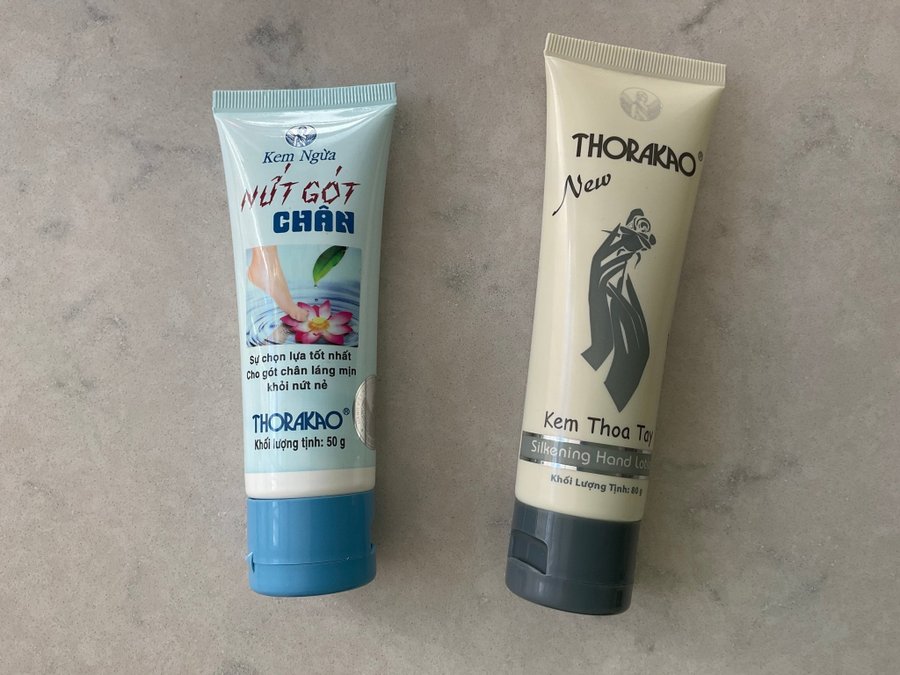 Kem Ngừa
NỨT GÓT
CHÂN
Sự chọn lựa tốt nhất
Cho gót chân láng mịn
khỏi nứt nẻ
THORAKAO®
Khối lượng tịnh: 50 g
THORAKAO®
New
Kem Thoa Tay
Silkening Hand
Khối Lượng Tịnh: 80 g